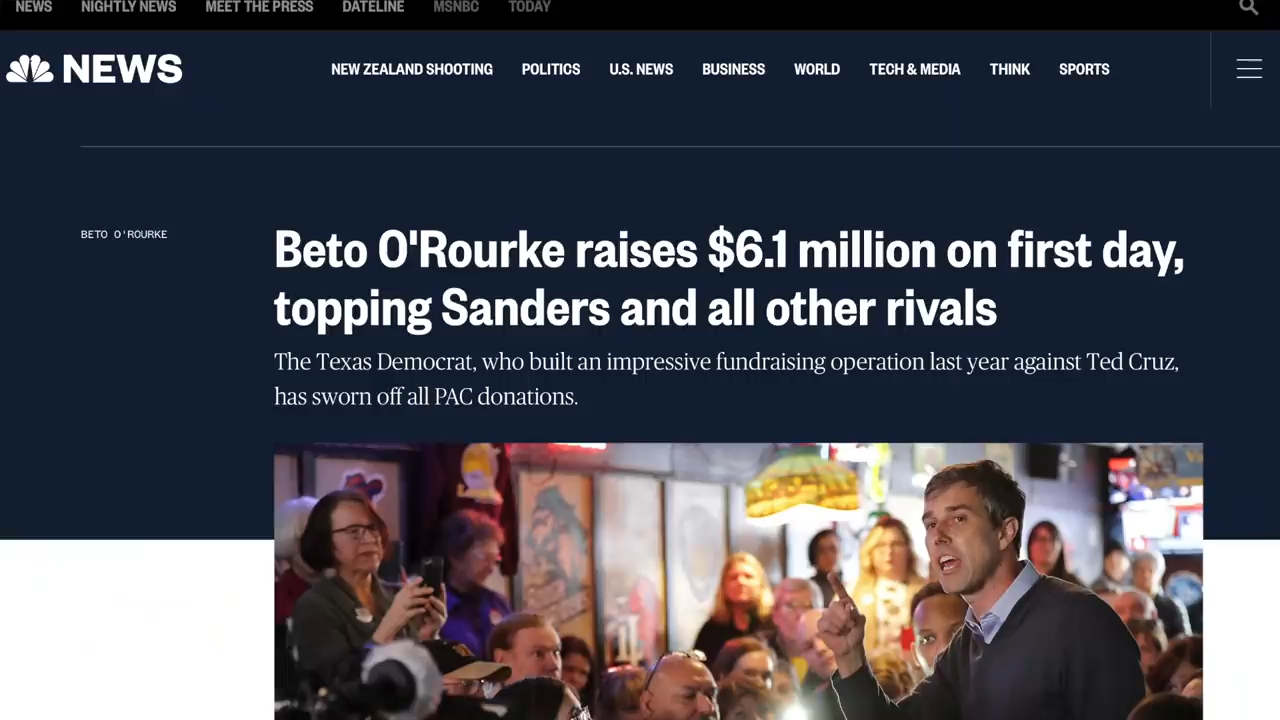 NEWS NIGHTLY NEWS MEET THE PRESS DATELINE MSNBC TODAY
NEWS NEW ZEALAND SHOOTING POLITICS U.S. NEWS BUSINESS WORLD TECH & MEDIA THINK SPORTS
BETO O'ROURKE
Beto O'Rourke raises $6.1 million on first day,
topping Sanders and all other rivals
The Texas Democrat, who built an impressive fundraising operation last year against Ted Cruz,
has sworn off all PAC donations.